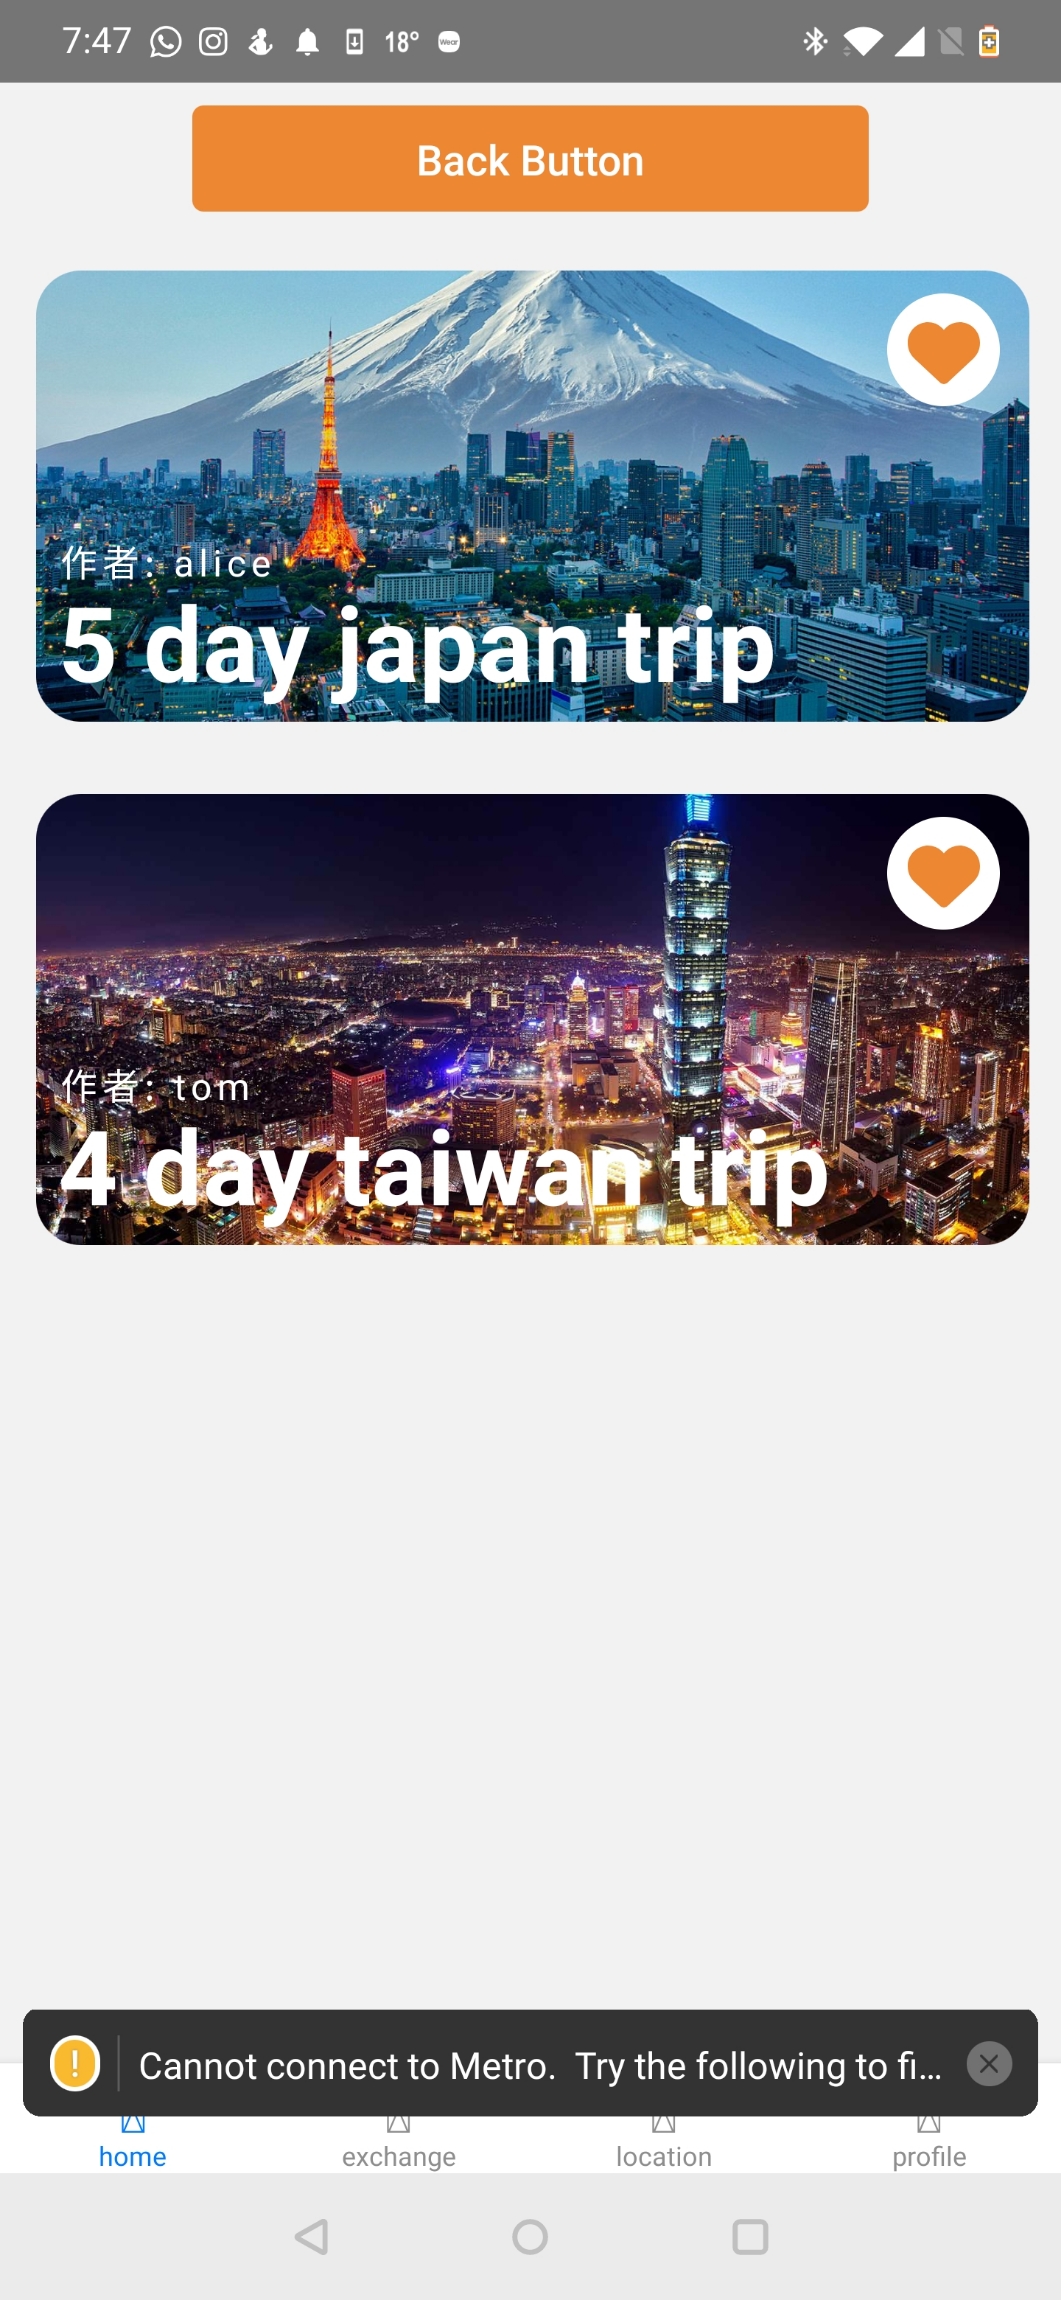 7:47 18° Wear
Back Button
作者: alice
5 day japan trip
作者: tom
4 day taiwan trip
Cannot connect to Metro. Try the following to fi...
home exchange location profile